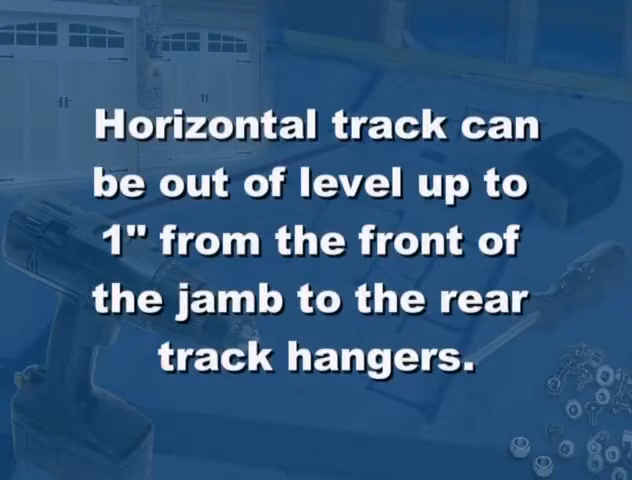 Horizontal track can
be out of level up to
1" from the front of
the jamb to the rear
track hangers.